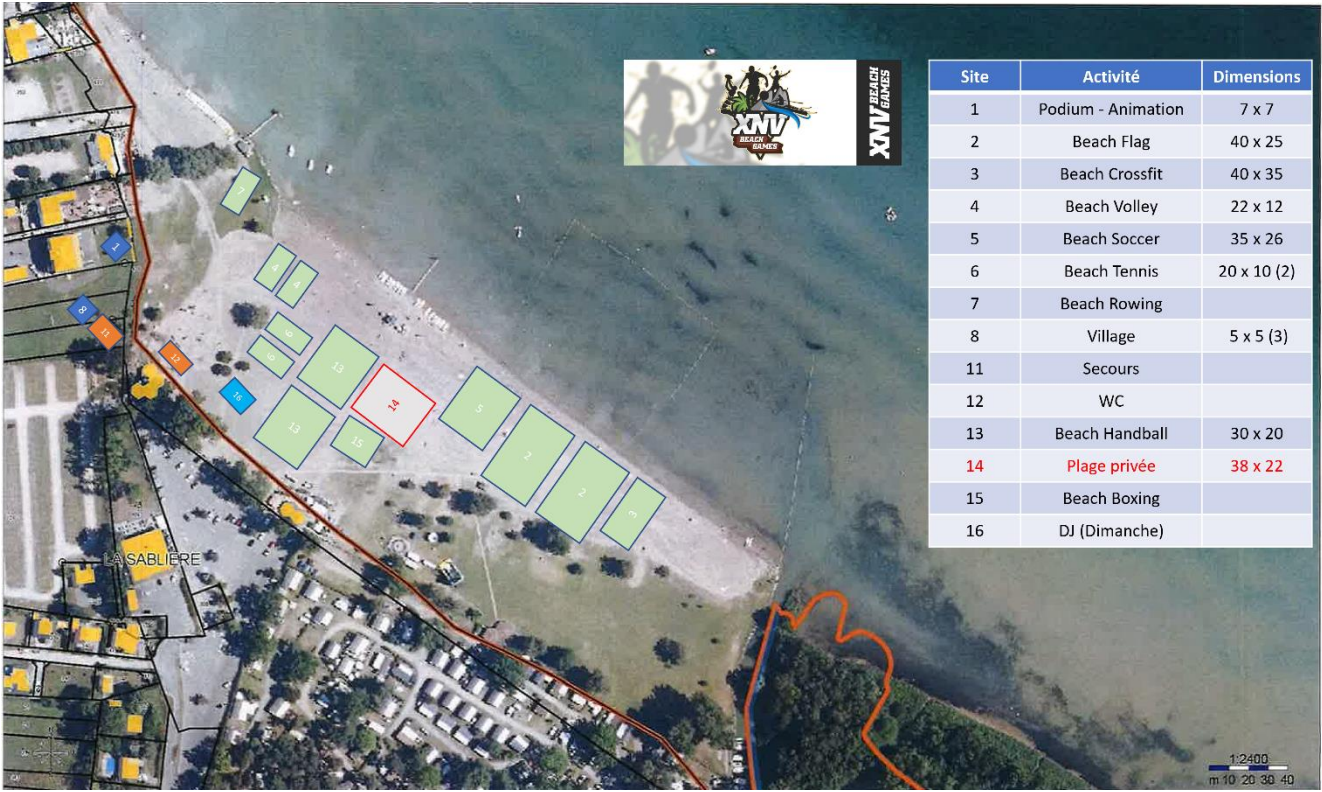 XNV
BEACH
GAMES
XNV BEACH
GAMES
Site Activité Dimensions
1 Podium - Animation 7 x 7
2 Beach Flag 40 x 25
3 Beach Crossfit 40 x 35
4 Beach Volley 22 x 12
5 Beach Soccer 35 x 26
6 Beach Tennis 20 x 10 (2)
7 Beach Rowing
8 Village 5 x 5 (3)
11 Secours
12 WC
13 Beach Handball 30 x 20
14 Plage privée 38 x 22
15 Beach Boxing
16 DJ (Dimanche)
7
1
4
4
8
11
6
6
12
13
14
16
13
15
5
2
2
3
LA SABLIERE
1:2400
m 10 20 30 40